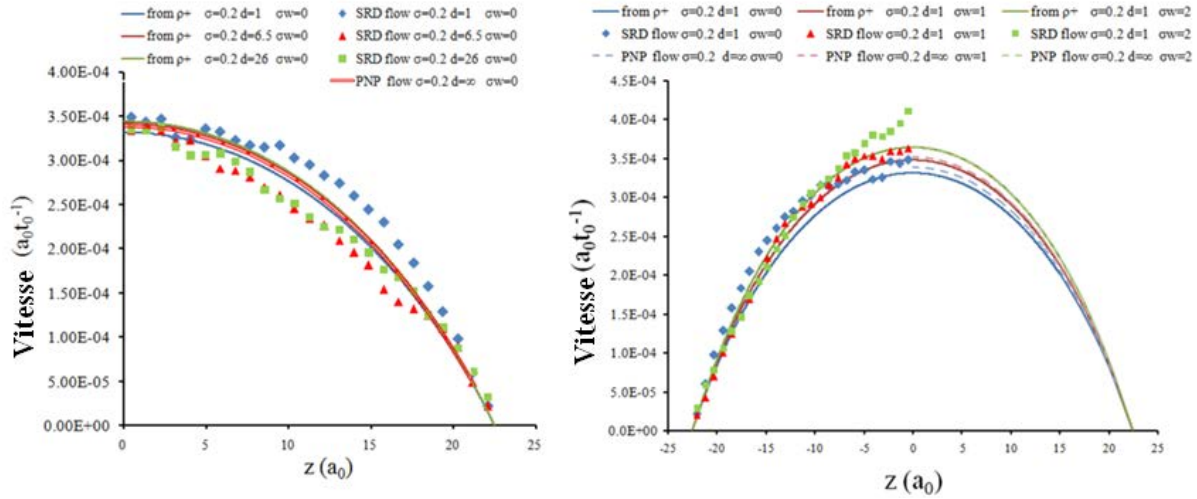 from ρ+ σ=0.2 d=1 σw=0
SRD flow σ=0.2 d=1 σw=0
from ρ+ σ=0.2 d=6.5 σw=0
SRD flow σ=0.2 d=6.5 σw=0
from ρ+ σ=0.2 d=26 σw=0
SRD flow σ=0.2 d=26 σw=0
PNP flow σ=0.2 d=∞ σw=0
4.00E-04
3.50E-04
3.00E-04
2.50E-04
2.00E-04
1.50E-04
1.00E-04
5.00E-05
0.00E+00
Vitesse (a0t0-1)
0 5 10 15 20 25
z (a0)
from ρ+ σ=0.2 d=1 σw=0
from ρ+ σ=0.2 d=1 σw=1
from ρ+ σ=0.2 d=1 σw=2
SRD flow σ=0.2 d=1 σw=0
SRD flow σ=0.2 d=1 σw=1
SRD flow σ=0.2 d=1 σw=2
PNP flow σ=0.2 d=∞ σw=0
PNP flow σ=0.2 d=∞ σw=1
PNP flow σ=0.2 d=∞ σw=2
4.5E-04
4.0E-04
3.5E-04
3.0E-04
2.5E-04
2.0E-04
1.5E-04
1.0E-04
5.0E-05
0.0E+00
Vitesse (a0t0-1)
-25 -20 -15 -10 -5 0 5 10 15 20 25
z (a0)